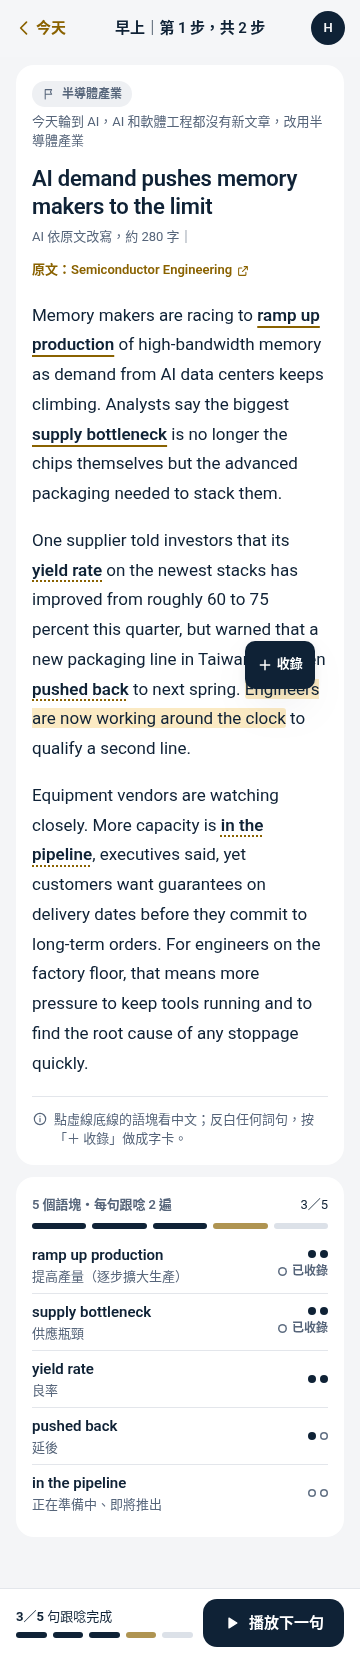 今天
早上｜第 1 步，共 2 步
H
半導體產業
今天輪到 AI，AI 和軟體工程都沒有新文章，改用半
導體產業
AI demand pushes memory
makers to the limit
AI 依原文改寫，約 280 字｜
原文：Semiconductor Engineering
Memory makers are racing to ramp up
production of high-bandwidth memory
as demand from AI data centers keeps
climbing. Analysts say the biggest
supply bottleneck is no longer the
chips themselves but the advanced
packaging needed to stack them.
One supplier told investors that its
yield rate on the newest stacks has
improved from roughly 60 to 75
percent this quarter, but warned that a
new packaging line in Taiwan
＋ 收錄
pushed back to next spring. Engineers
are now working around the clock to
qualify a second line.
Equipment vendors are watching
closely. More capacity is in the
pipeline, executives said, yet
customers want guarantees on
delivery dates before they commit to
long-term orders. For engineers on the
factory floor, that means more
pressure to keep tools running and to
find the root cause of any stoppage
quickly.
點虛線底線的語塊看中文；反白任何詞句，按
「＋ 收錄」做成字卡。
5 個語塊・每句跟唸 2 遍
3／5
ramp up production
提高產量（逐步擴大生產）
已收錄
supply bottleneck
供應瓶頸
已收錄
yield rate
良率
pushed back
延後
in the pipeline
正在準備中、即將推出
3／5 句跟唸完成
播放下一句